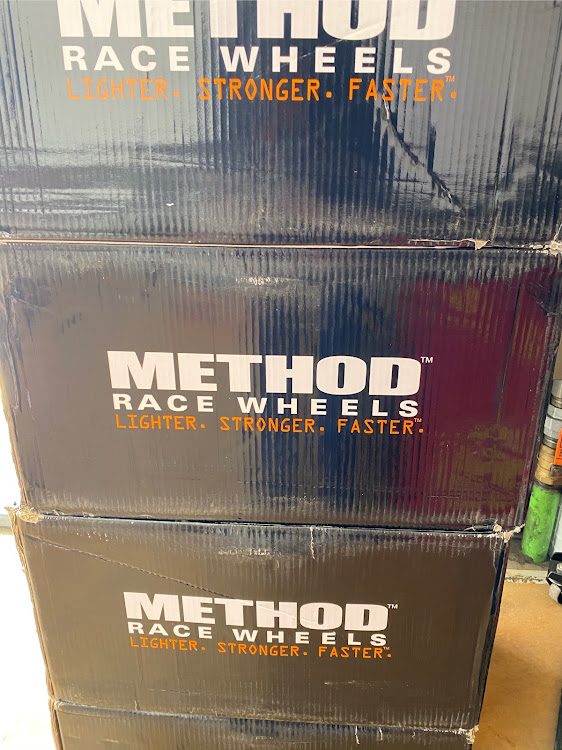 METHOD
RACE WHEELS
LIGHTER. STRONGER. FASTER.™
METHOD™
RACE WHEELS
LIGHTER. STRONGER. FASTER.™
METHOD™
RACE WHEELS
LIGHTER. STRONGER. FASTER.™